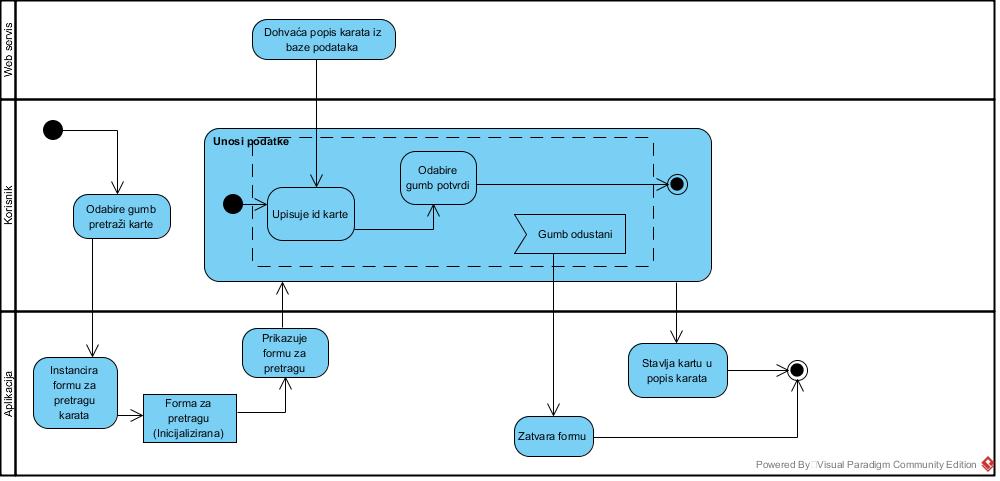 Web servis
Dohvaća popis karata iz
baze podataka
Korisnik
Odabire gumb
pretraži karte
Unosi podatke
Upisuje id karte
Odabire
gumb potvrdi
Gumb odustani
Aplikacija
Instancira
formu za
pretragu
karata
Forma za
pretragu
(Inicijalizirana)
Prikazuje
formu za
pretragu
Zatvara formu
Stavlja kartu u
popis karata
Powered By Visual Paradigm Community Edition